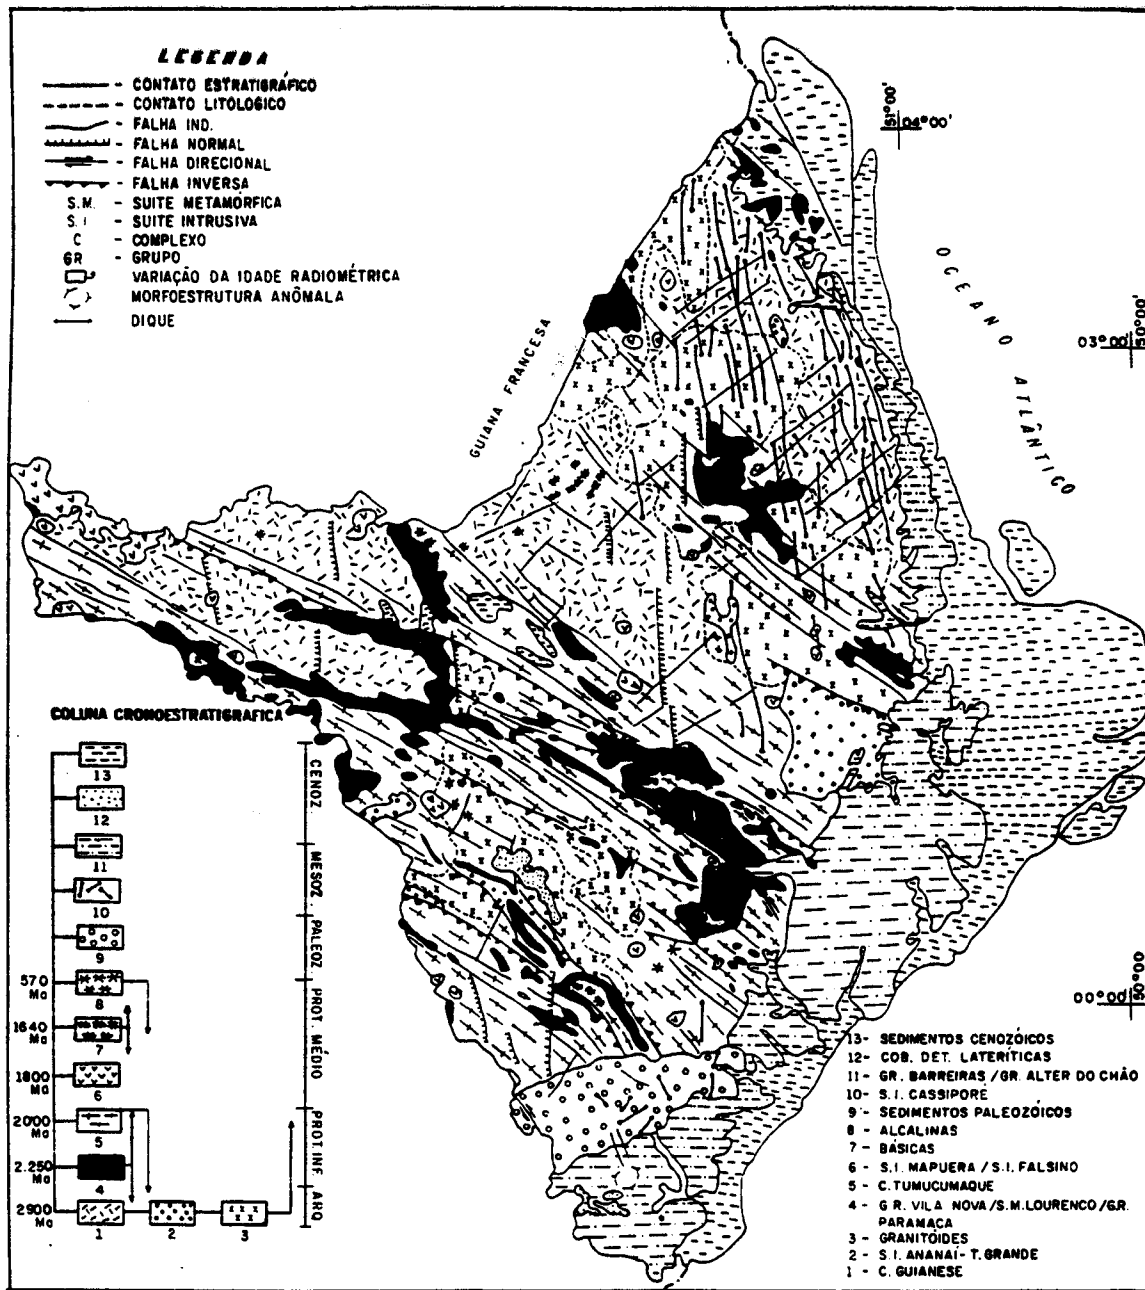 LEGENDA
- CONTATO ESTRATIGRÁFICO
- CONTATO LITOLOGICO
- FALHA IND.
- FALHA NORMAL
- FALHA DIRECIONAL
- FALHA INVERSA
S.M. - SUITE METAMÓRFICA
S.I - SUITE INTRUSIVA
C - COMPLEXO
GR - GRUPO
VARIAÇÃO DA IDADE RADIOMÉTRICA
MORFOESTRUTURA ANÔMALA
DIQUE
51°00'
04°00'
OCEANO ATLÂNTICO
50°00'
03°00'
GUIANA FRANCESA
COLUNA CRONOESTRATIGRAFICA
13
12
11
10
9
570 Ma
8
1640 Ma
7
1800 Ma
6
2000 Ma
5
2.250 Ma
4
2900 Ma
1
2
3
CENOZ.
MESOZ.
PALEOZ.
PROT. MÉDIO
PROT. INF.
ARQ
00°00'
50°00
13- SEDIMENTOS CENOZÓICOS
12- COB. DET. LATERÍTICAS
11- GR. BARREIRAS / GR. ALTER DO CHÃO
10- S.I. CASSIPORÉ
9- SEDIMENTOS PALEOZÓICOS
8 - ALCALINAS
7 - BÁSICAS
6 - S.I. MAPUERA / S.I. FALSINO
5 - C. TUMUCUMAQUE
4 - G R. VILA NOVA/S.M.LOURENCO/GR.
PARAMACA
3 - GRANITÓIDES
2 - S.I. ANANAÍ - T. GRANDE
1 - C. GUIANESE